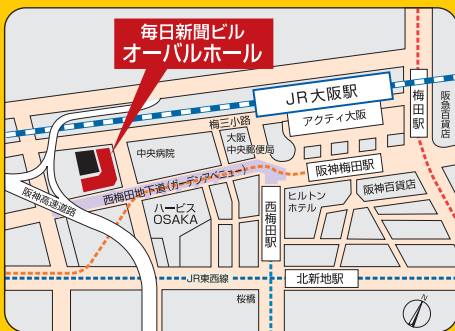 毎日新聞ビル
オーバルホール
JR大阪駅
梅三小路
アクティ大阪
梅田駅
阪急百貨店
大阪
中央郵便局
中央病院
阪神梅田駅
西梅田地下道(ガーデンアベニュー)
阪神百貨店
阪神高速道路
ハービス
OSAKA
西梅田駅
ヒルトン
ホテル
JR東西線
北新地駅
桜橋
N